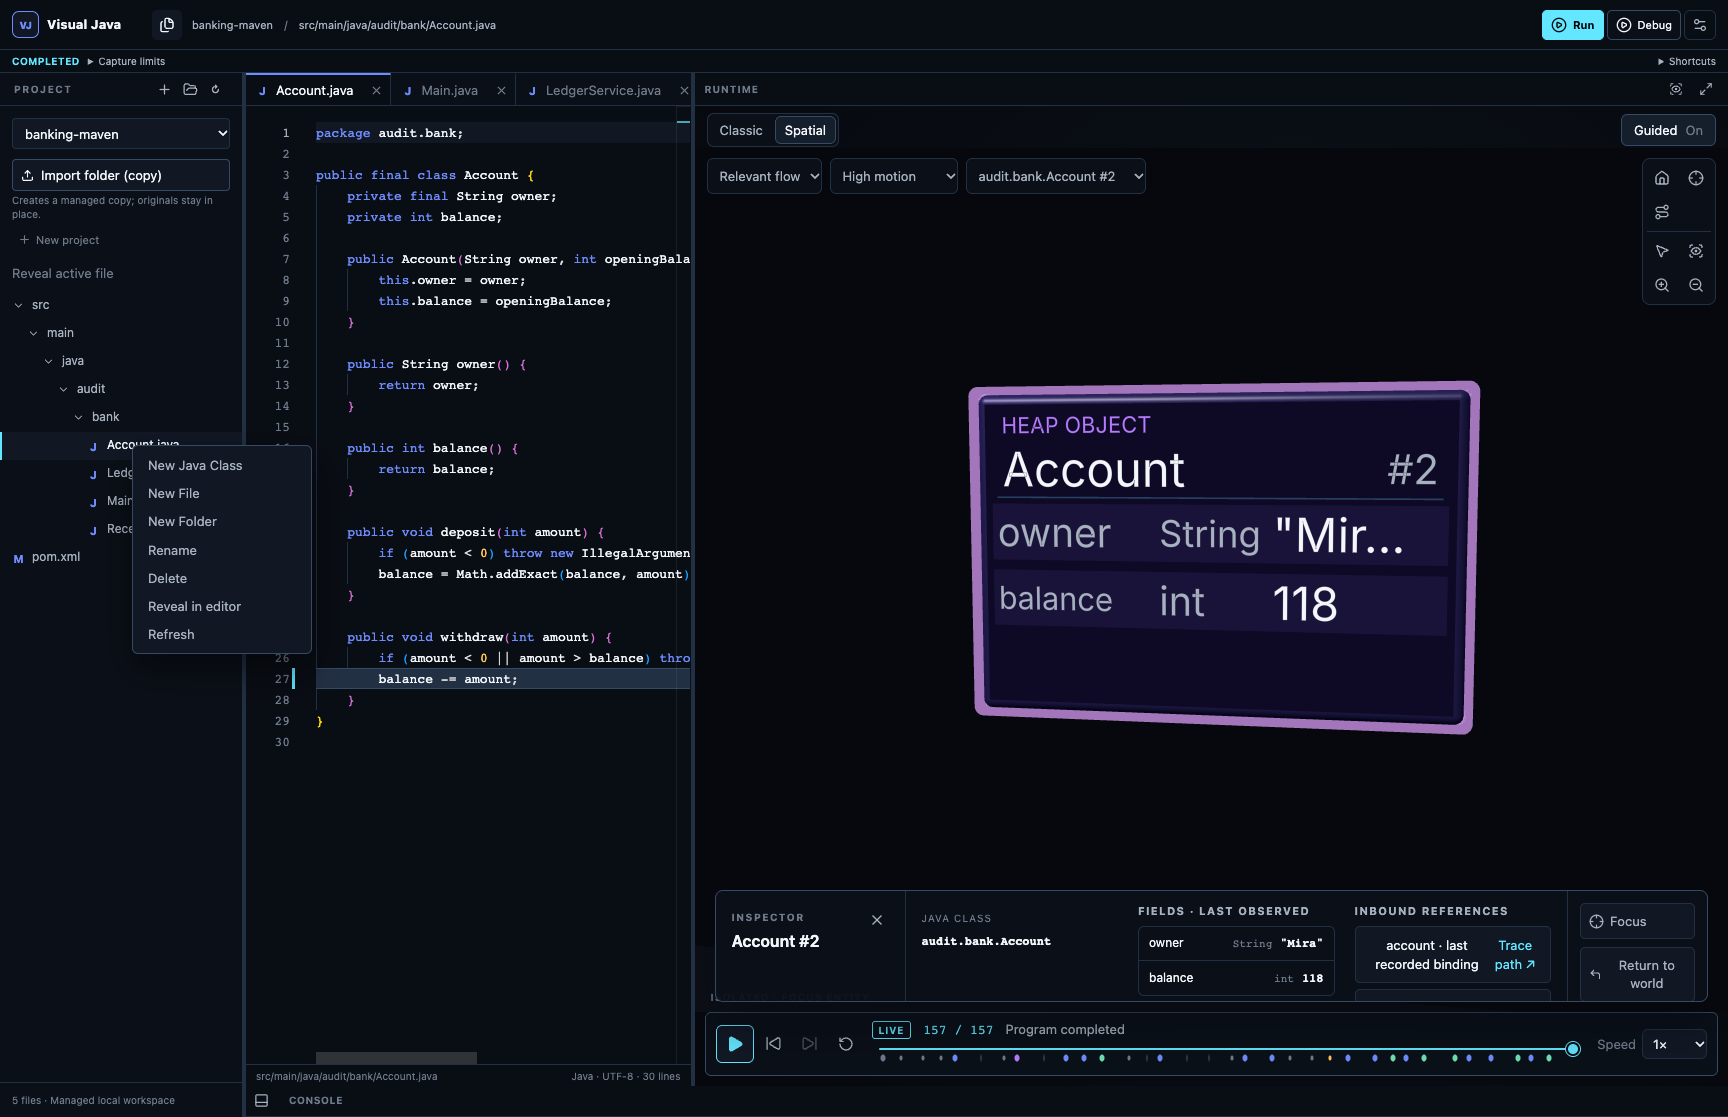 VJ Visual Java
banking-maven / src/main/java/audit/bank/Account.java
Run
Debug
COMPLETED Capture limits
Shortcuts
PROJECT
banking-maven
Import folder (copy)
Creates a managed copy; originals stay in
place.
New project
Reveal active file
src
main
java
audit
bank
J Account.java
J Ledg
J Main
J Rece
M pom.xml
New Java Class
New File
New Folder
Rename
Delete
Reveal in editor
Refresh
5 files · Managed local workspace
J Account.java
J Main.java
J LedgerService.java
1 package audit.bank;
2
3 public final class Account {
4 private final String owner;
5 private int balance;
6
7 public Account(String owner, int openingBala
8 this.owner = owner;
9 this.balance = openingBalance;
10 }
11
12 public String owner() {
13 return owner;
14 }
15
public int balance() {
return balance;
}
public void deposit(int amount) {
if (amount < 0) throw new IllegalArgumen
balance = Math.addExact(balance, amount)
}
public void withdraw(int amount) {
26 if (amount < 0 || amount > balance) thro
27 balance -= amount;
28 }
29 }
30
src/main/java/audit/bank/Account.java
Java · UTF-8 · 30 lines
CONSOLE
RUNTIME
Classic Spatial
Guided On
Relevant flow
High motion
audit.bank.Account #2
HEAP OBJECT
Account #2
owner String "Mir...
balance int 118
INSPECTOR
Account #2
JAVA CLASS
audit.bank.Account
FIELDS · LAST OBSERVED
owner String "Mira"
balance int 118
INBOUND REFERENCES
account · last
recorded binding
Trace
path ↗
Focus
Return to
world
LIVE 157 / 157 Program completed
Speed 1×